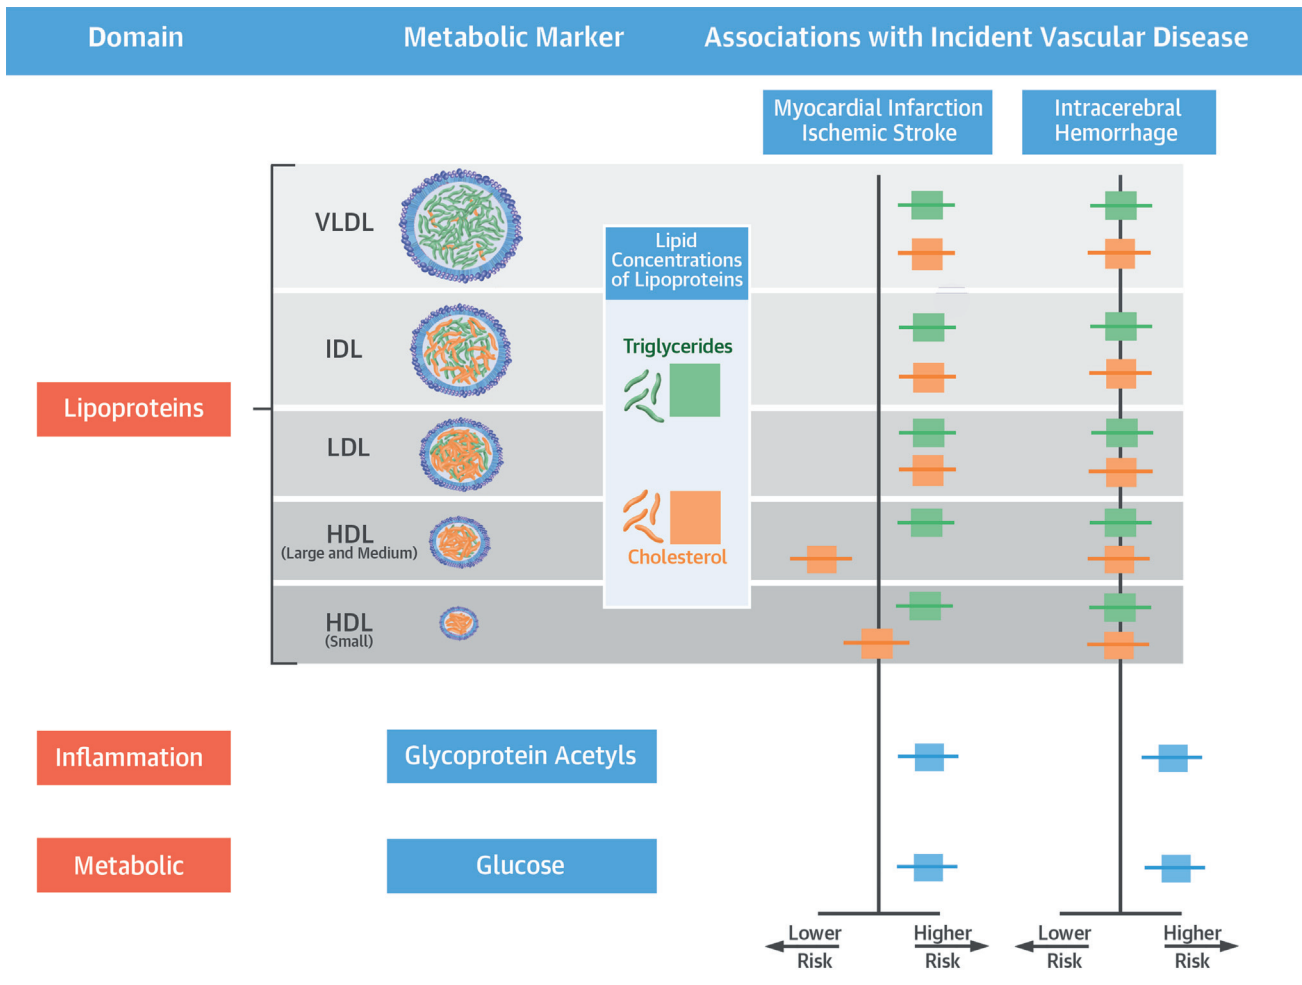 Domain
Metabolic Marker
Associations with Incident Vascular Disease
Myocardial Infarction
Ischemic Stroke
Intracerebral
Hemorrhage
Lipoproteins
VLDL
IDL
LDL
HDL
(Large and Medium)
HDL
(Small)
Lipid
Concentrations
of Lipoproteins
Triglycerides
Cholesterol
Inflammation
Glycoprotein Acetyls
Metabolic
Glucose
Lower
Risk
Higher
Risk
Lower
Risk
Higher
Risk